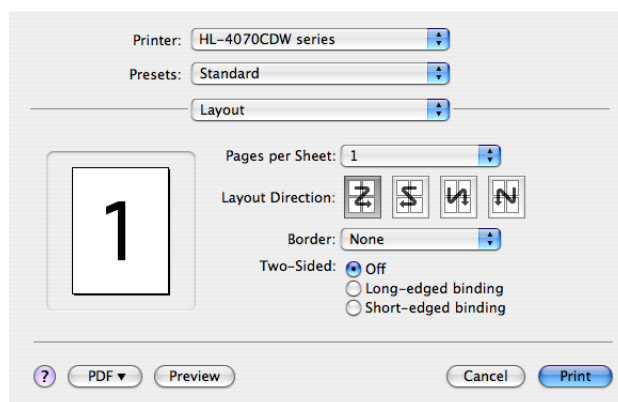 Printer: HL-4070CDW series
Presets: Standard
Layout
Pages per Sheet: 1
1
Layout Direction:
Border: None
Two-Sided: Off
Long-edged binding
Short-edged binding
? PDF▼ Preview Cancel Print